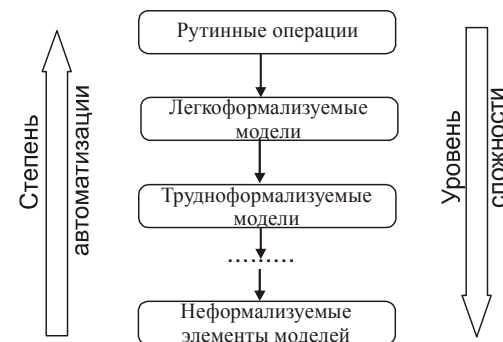 Рутинные операции
Легкоформализуемые
модели
Трудноформализуемые
модели
.........
Неформализуемые
элементы моделей
Степень
автоматизации
Уровень
сложности